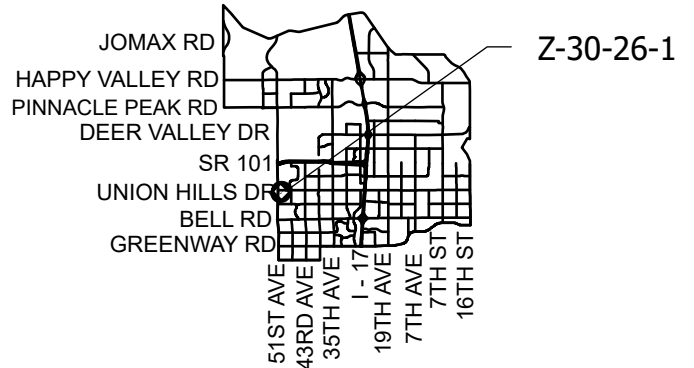 JOMAX RD
Z-30-26-1
HAPPY VALLEY RD
PINNACLE PEAK RD
DEER VALLEY DR
SR 101
UNION HILLS DR
BELL RD
GREENWAY RD
51ST AVE
43RD AVE
35TH AVE
I - 17
19TH AVE
7TH AVE
7TH ST
16TH ST